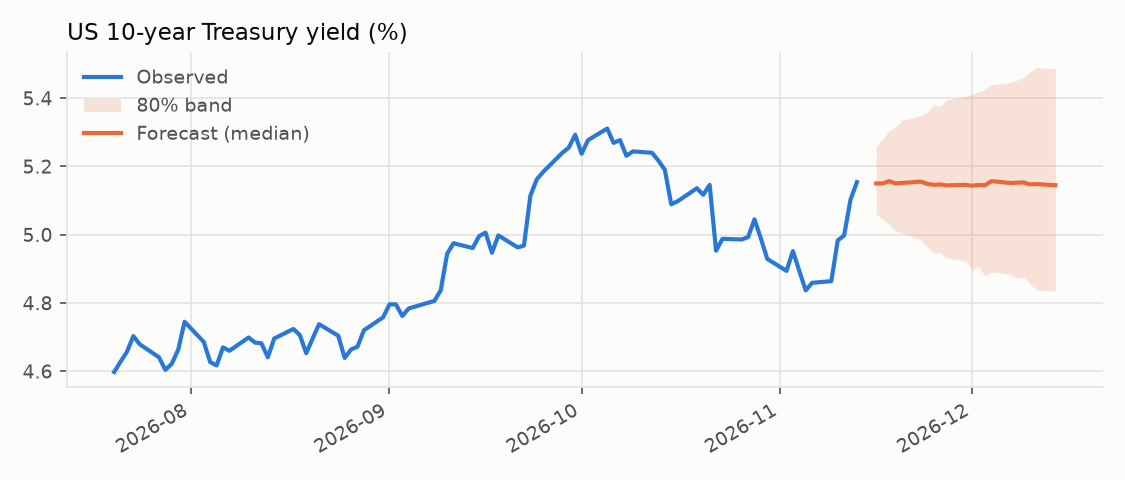 US 10-year Treasury yield (%)
Observed
80% band
Forecast (median)
5.4
5.2
5.0
4.8
4.6
2026-08
2026-09
2026-10
2026-11
2026-12